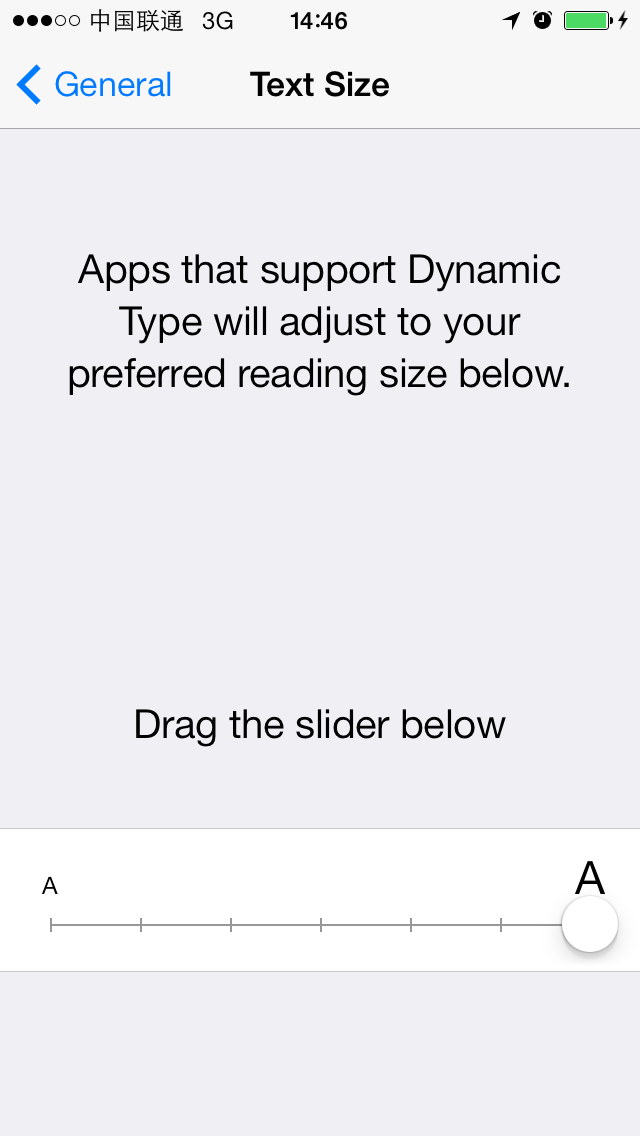 中国联通 3G 14:46
General Text Size
Apps that support Dynamic
Type will adjust to your
preferred reading size below.
Drag the slider below
A A